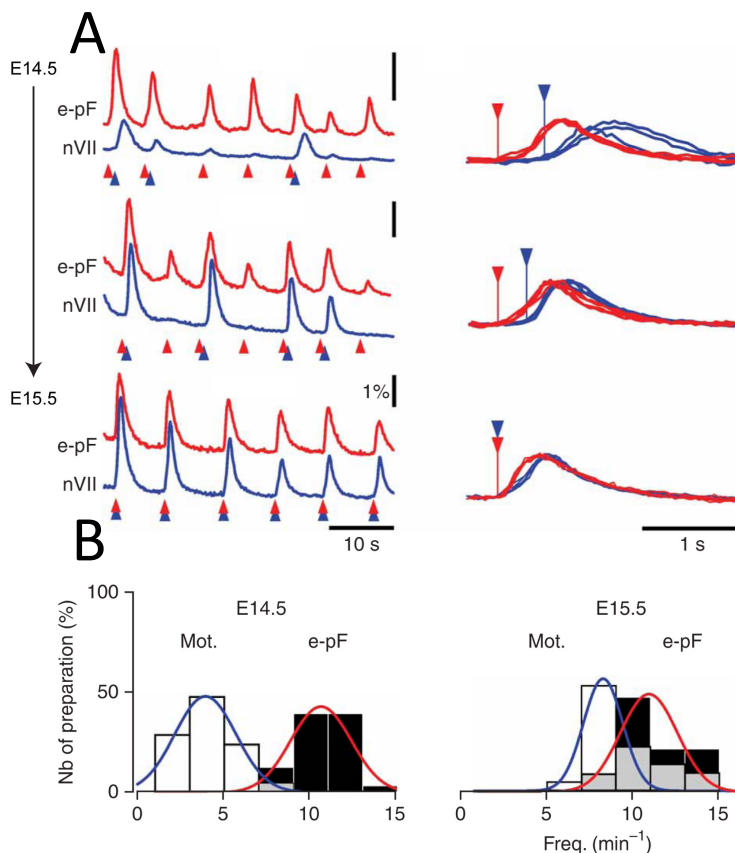 A
E14.5
e-pF
nVII
e-pF
nVII
E15.5
1%
e-pF
nVII
10 s
1 s
B
100
50
0
Nb of preparation (%)
E14.5
Mot. e-pF
0 5 10 15
E15.5
Mot. e-pF
0 5 10 15
Freq. (min⁻¹)